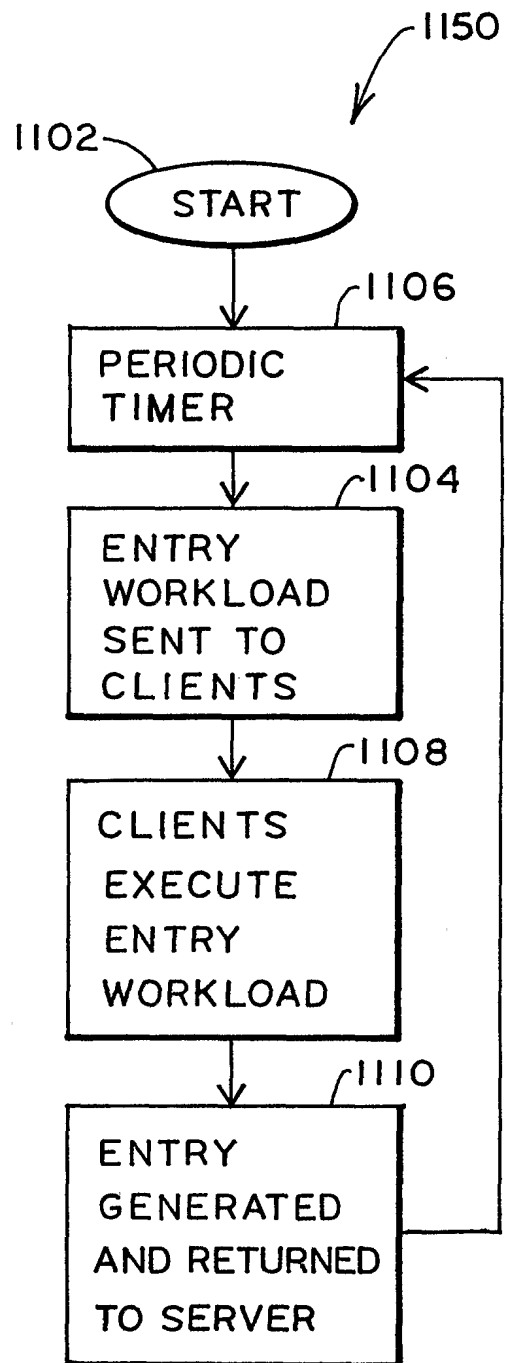 1150
1102
START
1106
PERIODIC
TIMER
1104
ENTRY
WORKLOAD
SENT TO
CLIENTS
1108
CLIENTS
EXECUTE
ENTRY
WORKLOAD
1110
ENTRY
GENERATED
AND RETURNED
TO SERVER